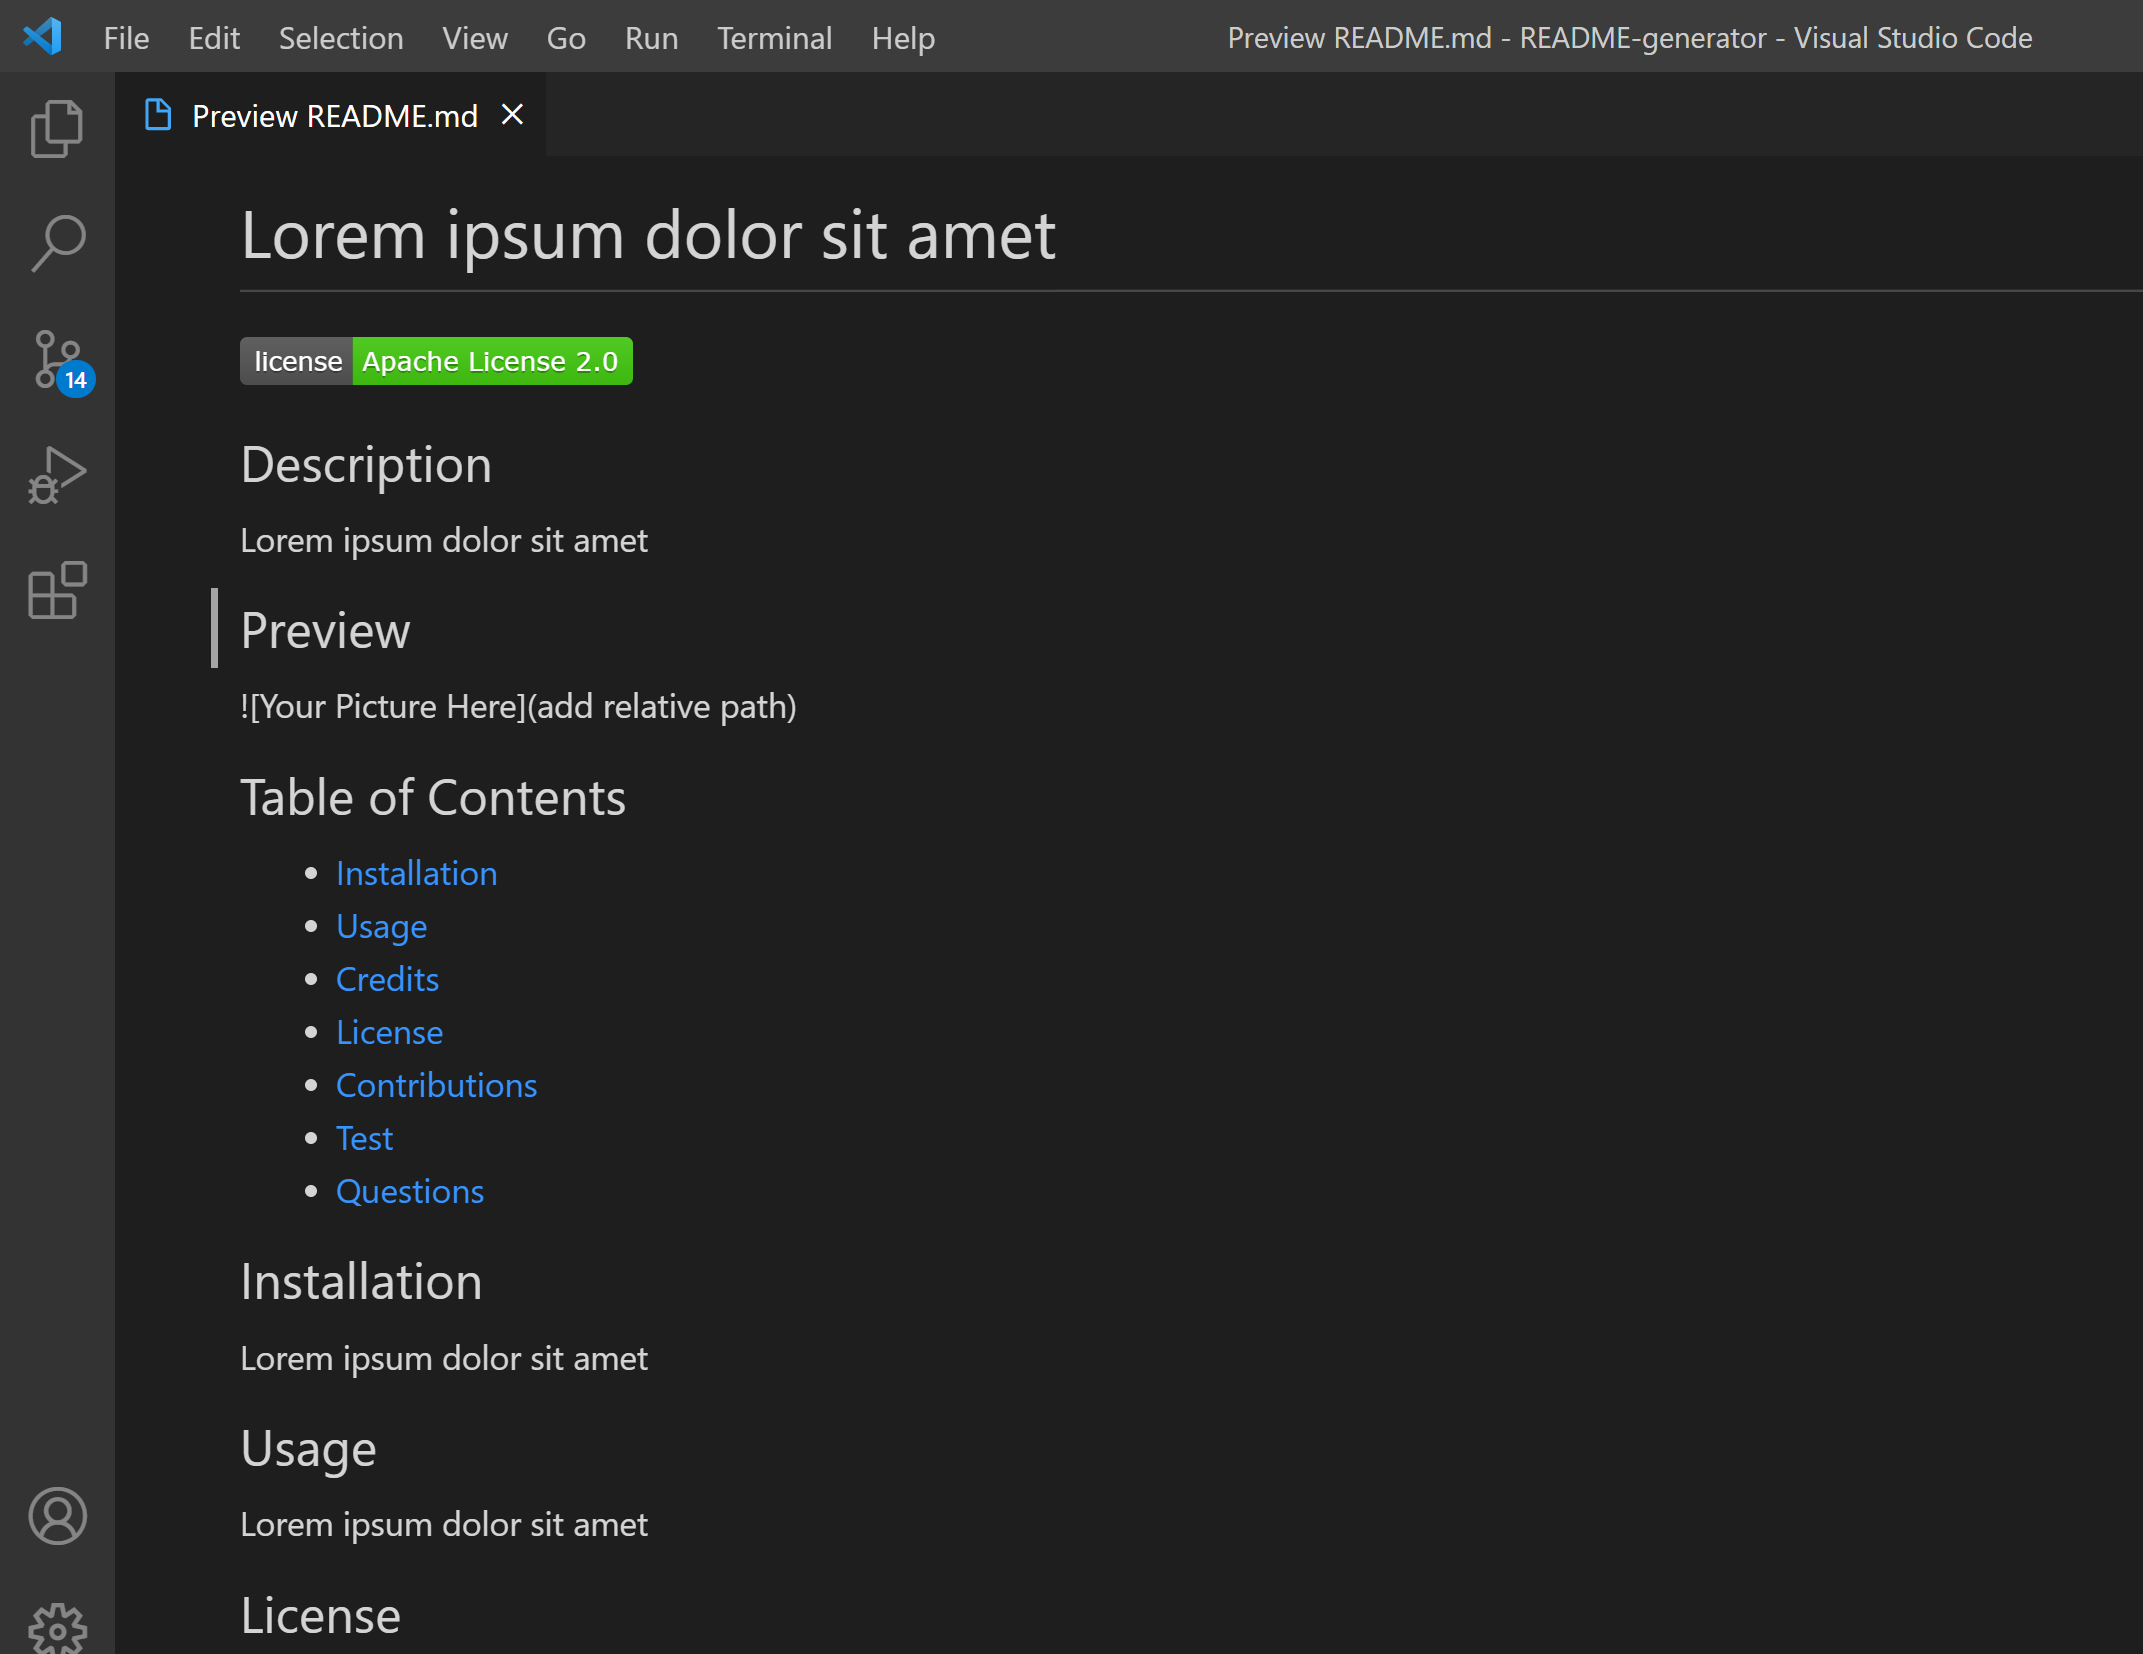 File Edit Selection View Go Run Terminal Help Preview README.md - README-generator - Visual Studio Code
Preview README.md
Lorem ipsum dolor sit amet
license Apache License 2.0
14
Description
Lorem ipsum dolor sit amet
Preview
![Your Picture Here](add relative path)
Table of Contents
Installation
Usage
Credits
License
Contributions
Test
Questions
Installation
Lorem ipsum dolor sit amet
Usage
Lorem ipsum dolor sit amet
License